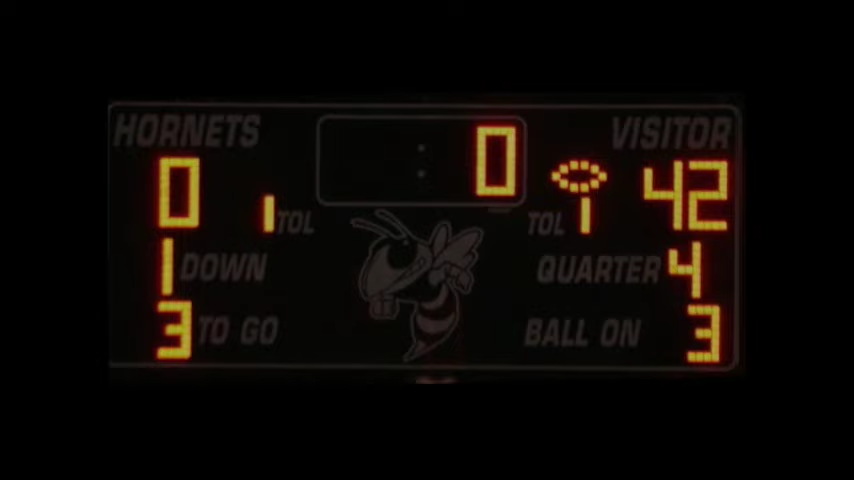 HORNETS 0 VISITOR
0 1 TOL TOL 1 42
1 DOWN QUARTER 4
3 TO GO BALL ON 3